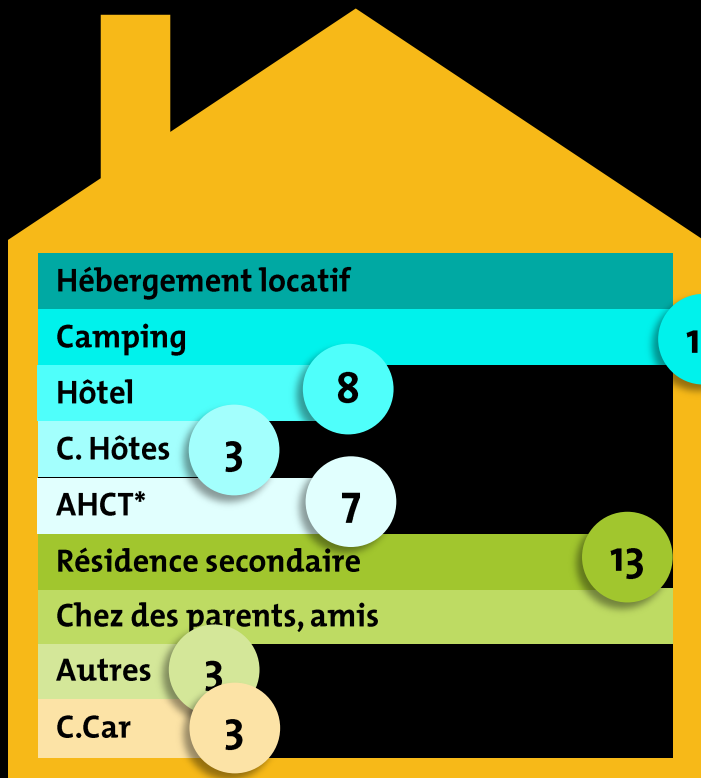 Hébergement locatif
Camping
Hôtel 8
C. Hôtes 3
AHCT* 7
Résidence secondaire 13
Chez des parents, amis
Autres 3
C.Car 3